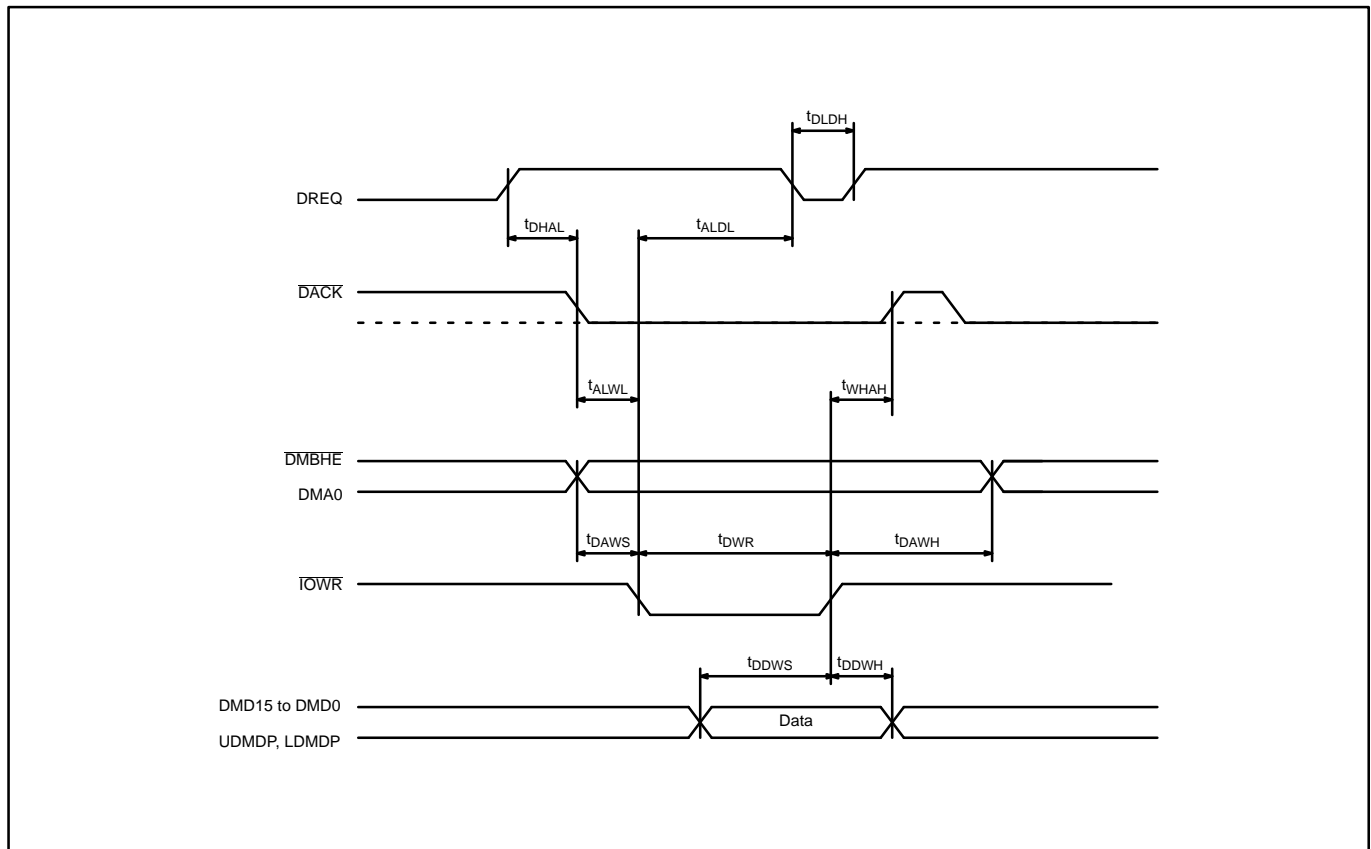 tDLDH
DREQ
tDHAL
tALDL
DACK
tALWL
tWHAH
DMBHE
DMA0
tDAWS
tDWR
tDAWH
IOWR
tDDWS
tDDWH
DMD15 to DMD0
Data
UDMDP, LDMDP